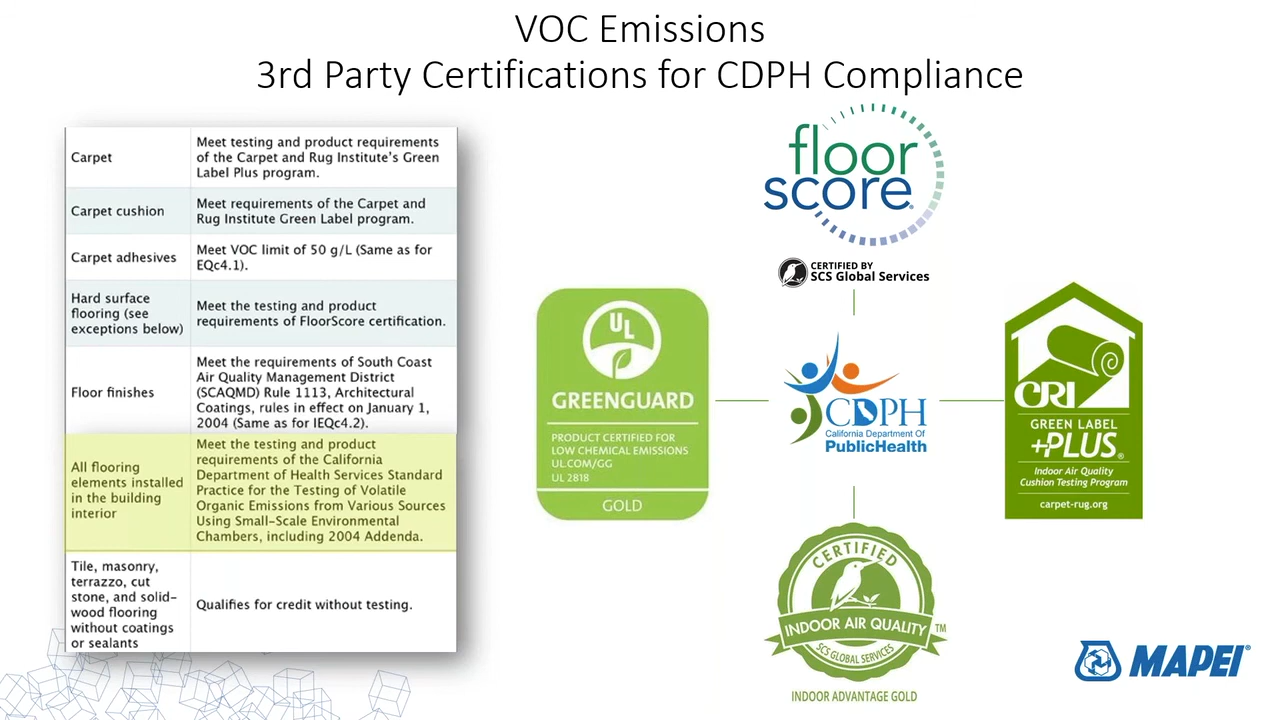 VOC Emissions
3rd Party Certifications for CDPH Compliance
Carpet
Meet testing and product requirements
of the Carpet and Rug Institute's Green
Label Plus program.
Carpet cushion
Meet requirements of the Carpet and
Rug Institute Green Label program.
Carpet adhesives
Meet VOC limit of 50 g/L (Same as for
EQc4.1).
Hard surface
flooring (see
exceptions below)
Meet the testing and product
requirements of FloorScore certification.
Floor finishes
Meet the requirements of South Coast
Air Quality Management District
(SCAQMD) Rule 1113, Architectural
Coatings, rules in effect on January 1,
2004 (Same as for IEQc4.2).
All flooring
elements installed
in the building
interior
Meet the testing and product
requirements of the California
Department of Health Services Standard
Practice for the Testing of Volatile
Organic Emissions from Various Sources
Using Small-Scale Environmental
Chambers, including 2004 Addenda.
Tile, masonry,
terrazzo, cut
stone, and solid-
wood flooring
without coatings
or sealants
Qualifies for credit without testing.
floor
score®
CERTIFIED BY
SCS Global Services
UL
GREENGUARD
PRODUCT CERTIFIED FOR
LOW CHEMICAL EMISSIONS
UL.COM/GG
UL 2818
GOLD
CDPH
California Department Of
PublicHealth
CRI
GREEN LABEL
+PLUS®
Indoor Air Quality
Cushion Testing Program
carpet-rug.org
CERTIFIED
INDOOR AIR QUALITY TM
SCS GLOBAL SERVICES
INDOOR ADVANTAGE GOLD
MAPEI®